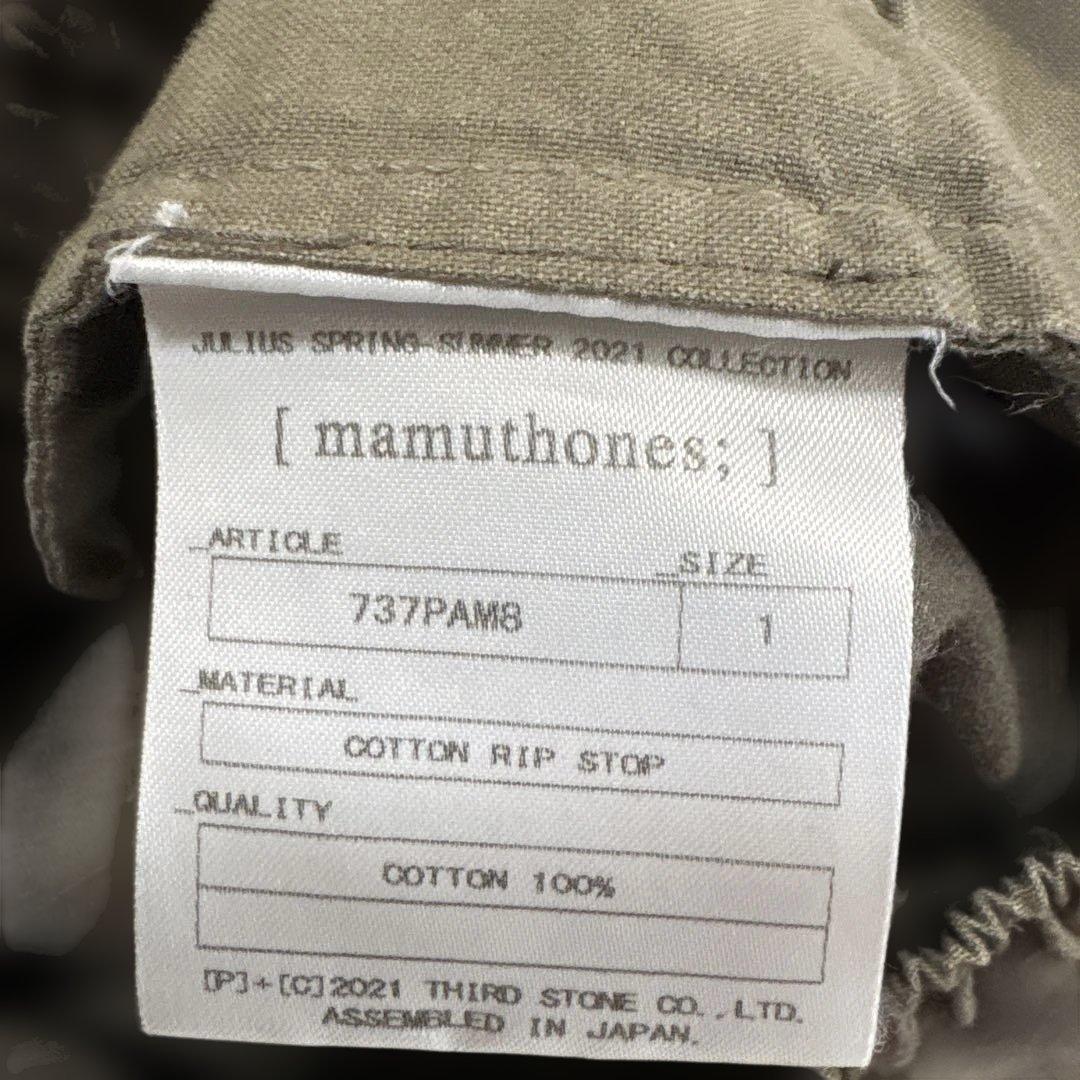 JULIUS SPRING-SUMMER 2021 COLLECTION
[ mamuthones; ]
_ARTICLE
_SIZE
737PAM8
1
_MATERIAL
COTTON RIP STOP
_QUALITY
COTTON 100%
[P]+[C]2021 THIRD STONE CO.,LTD.
ASSEMBLED IN JAPAN.